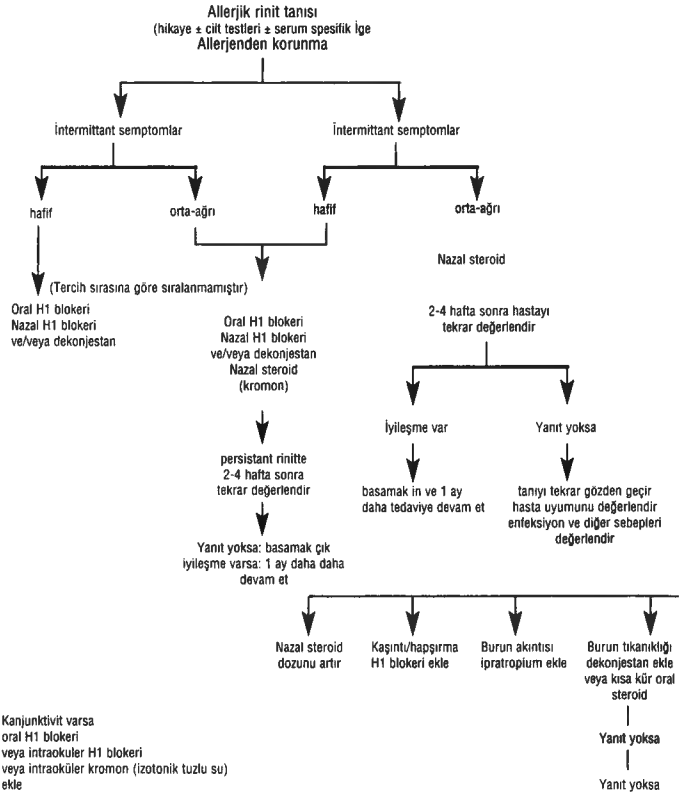 Allerjik rinit tanısı
(hikaye ± cilt testleri ± serum spesifik İge
Allerjenden korunma
İntermittant semptomlar
İntermittant semptomlar
hafif
orta-ağrı
hafif
orta-ağrı
(Tercih sırasına göre sıralanmamıştır)
Oral H1 blokeri
Nazal H1 blokeri
ve/veya dekonjestan
Oral H1 blokeri
Nazal H1 blokeri
ve/veya dekonjestan
Nazal steroid
(kromon)
persistan rinitte
2-4 hafta sonra
tekrar değerlendir
Yanıt yoksa: basamak çık
iyileşme varsa: 1 ay daha daha
devam et
Nazal steroid
2-4 hafta sonra hastayı
tekrar değerlendir
İyileşme var
Yanıt yoksa
basamak in ve 1 ay
daha tedaviye devam et
tanıyı tekrar gözden geçir
hasta uyumunu değerlendir
enfeksiyon ve diğer sebepleri
değerlendir
Nazal steroid
dozunu artır
Kaşıntı/hapşırma
H1 blokeri ekle
Burun akıntısı
ipratropium ekle
Burun tıkanıklığı
dekonjestan ekle
veya kısa kür oral
steroid
Yanıt yoksa
Yanıt yoksa
Kanjunktivit varsa
oral H1 blokeri
veya intraokuler H1 blokeri
veya intraoküler kromon (izotonik tuzlu su)
ekle